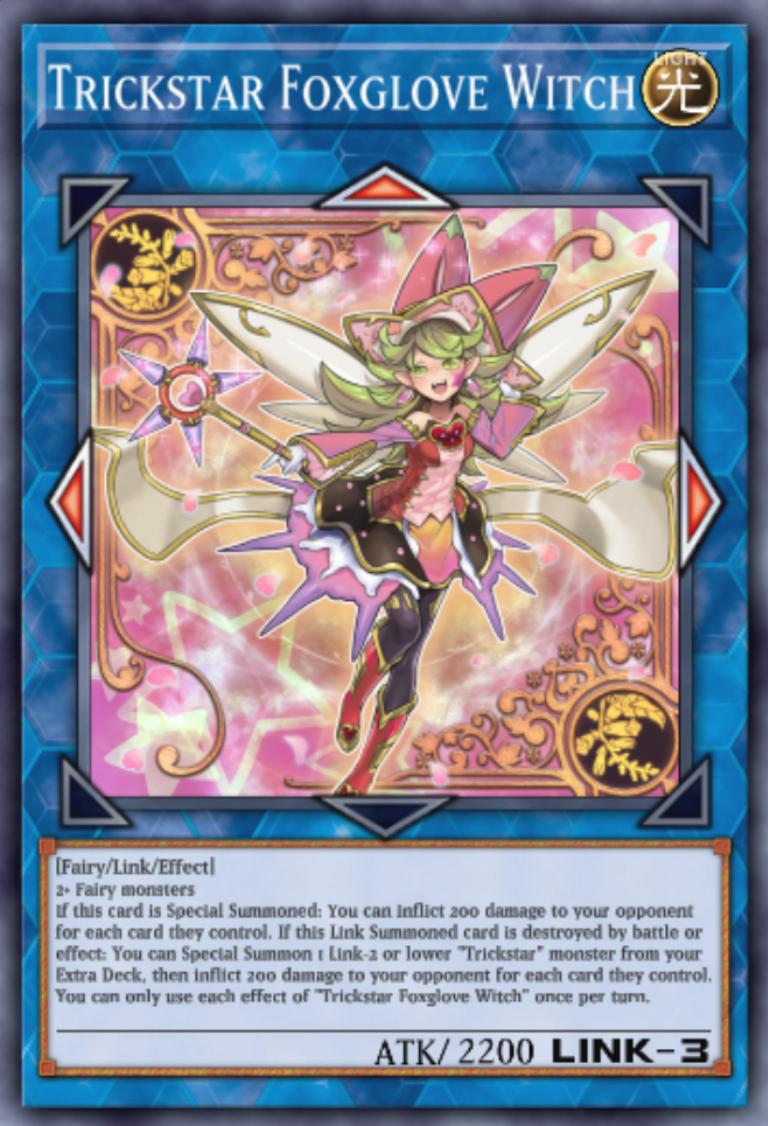 TRICKSTAR FOXGLOVE WITCH
LIGHT
光
[Fairy/Link/Effect]
2+ Fairy monsters
If this card is Special Summoned: You can inflict 200 damage to your opponent
for each card they control. If this Link Summoned card is destroyed by battle or
effect: You can Special Summon 1 Link-2 or lower "Trickstar" monster from your
Extra Deck, then inflict 200 damage to your opponent for each card they control.
You can only use each effect of "Trickstar Foxglove Witch" once per turn.
ATK/ 2200 LINK-3